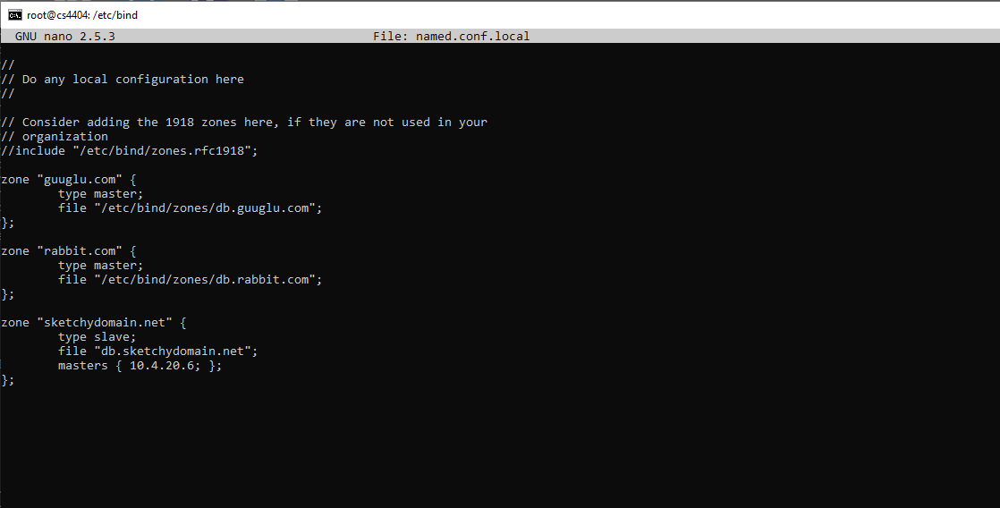 root@cs4404: /etc/bind
GNU nano 2.5.3 File: named.conf.local
//
// Do any local configuration here
//
// Consider adding the 1918 zones here, if they are not used in your
// organization
//include "/etc/bind/zones.rfc1918";
zone "guuglu.com" {
type master;
file "/etc/bind/zones/db.guuglu.com";
};
zone "rabbit.com" {
type master;
file "/etc/bind/zones/db.rabbit.com";
};
zone "sketchydomain.net" {
type slave;
file "db.sketchydomain.net";
masters { 10.4.20.6; };
};